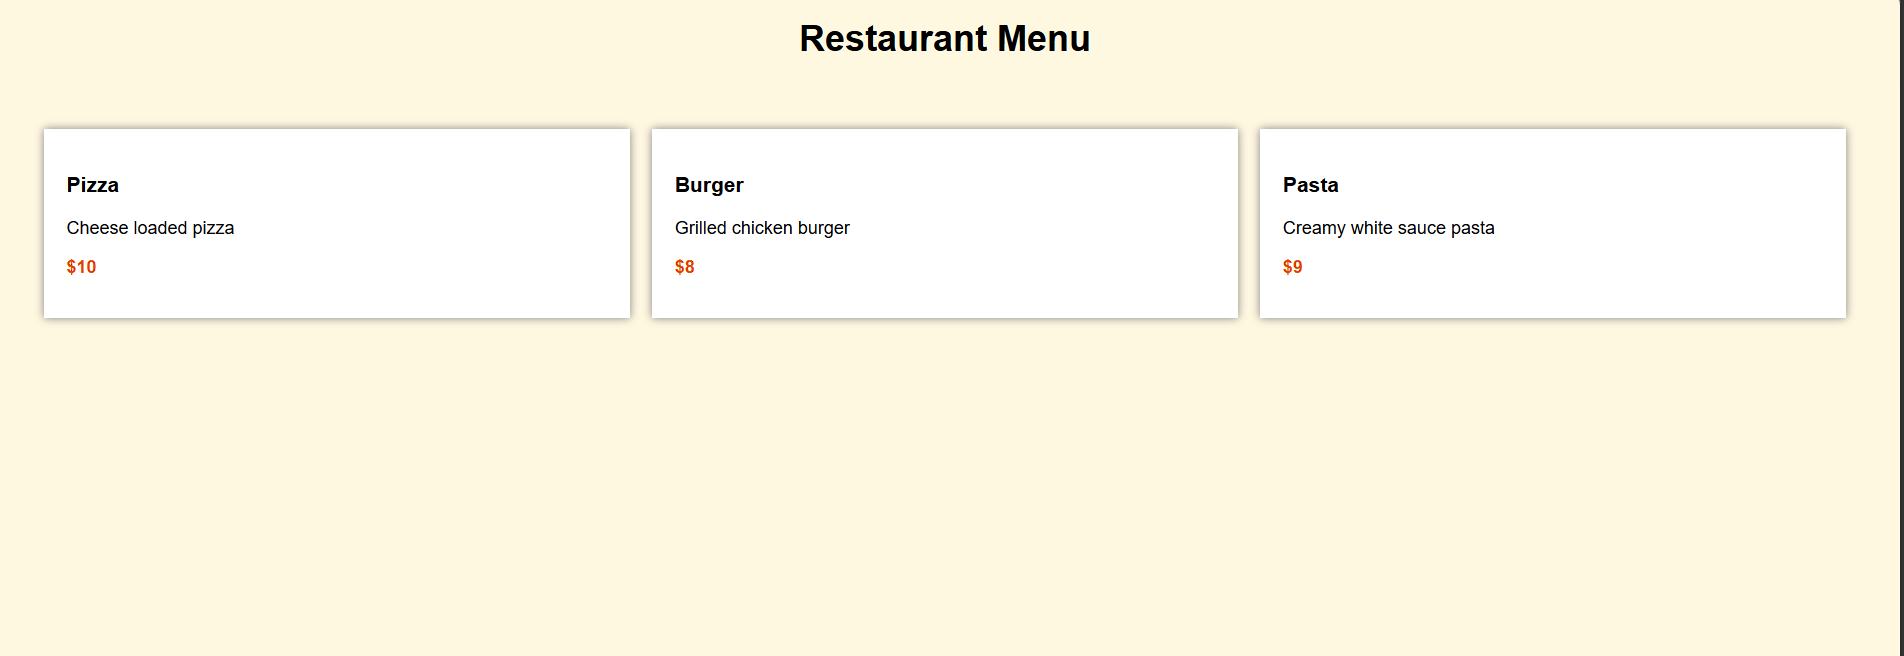 Restaurant Menu
Pizza
Cheese loaded pizza
$10
Burger
Grilled chicken burger
$8
Pasta
Creamy white sauce pasta
$9